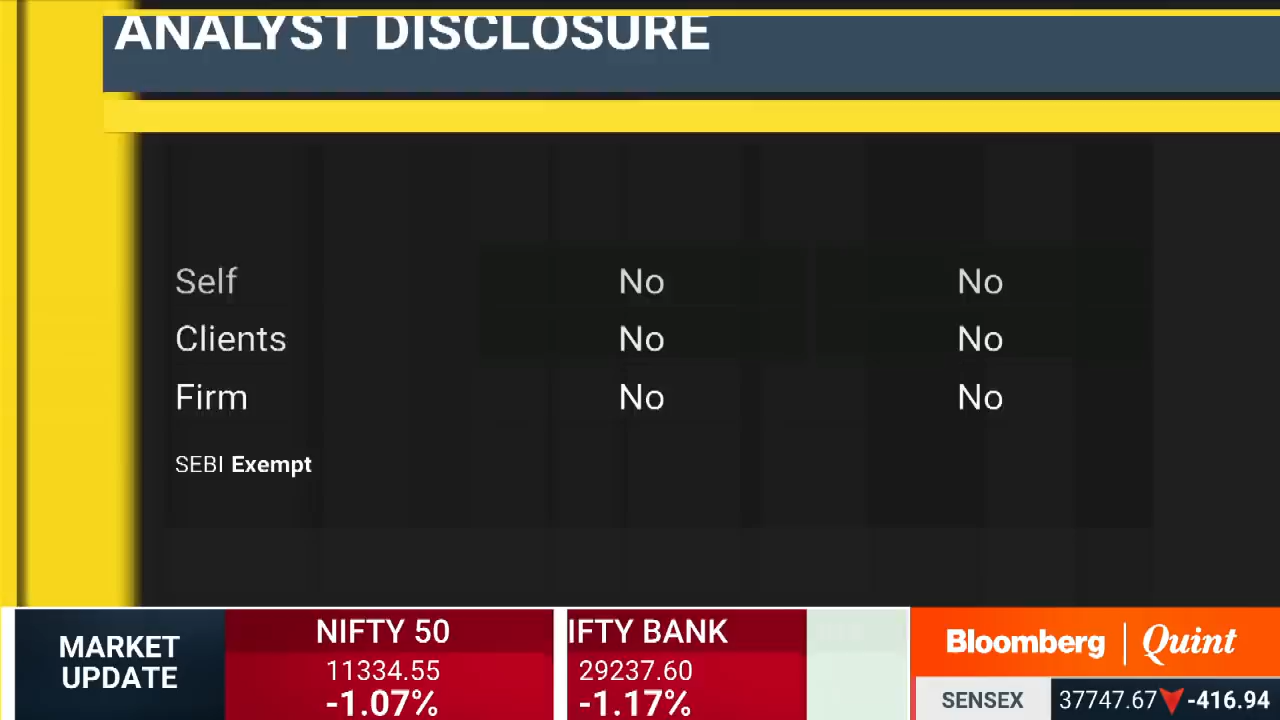 ANALYST DISCLOSURE
Self No No
Clients No No
Firm No No
SEBI Exempt
MARKET UPDATE
NIFTY 50
11334.55
-1.07%
IFTY BANK
29237.60
-1.17%
Bloomberg | Quint
SENSEX 37747.67 -416.94